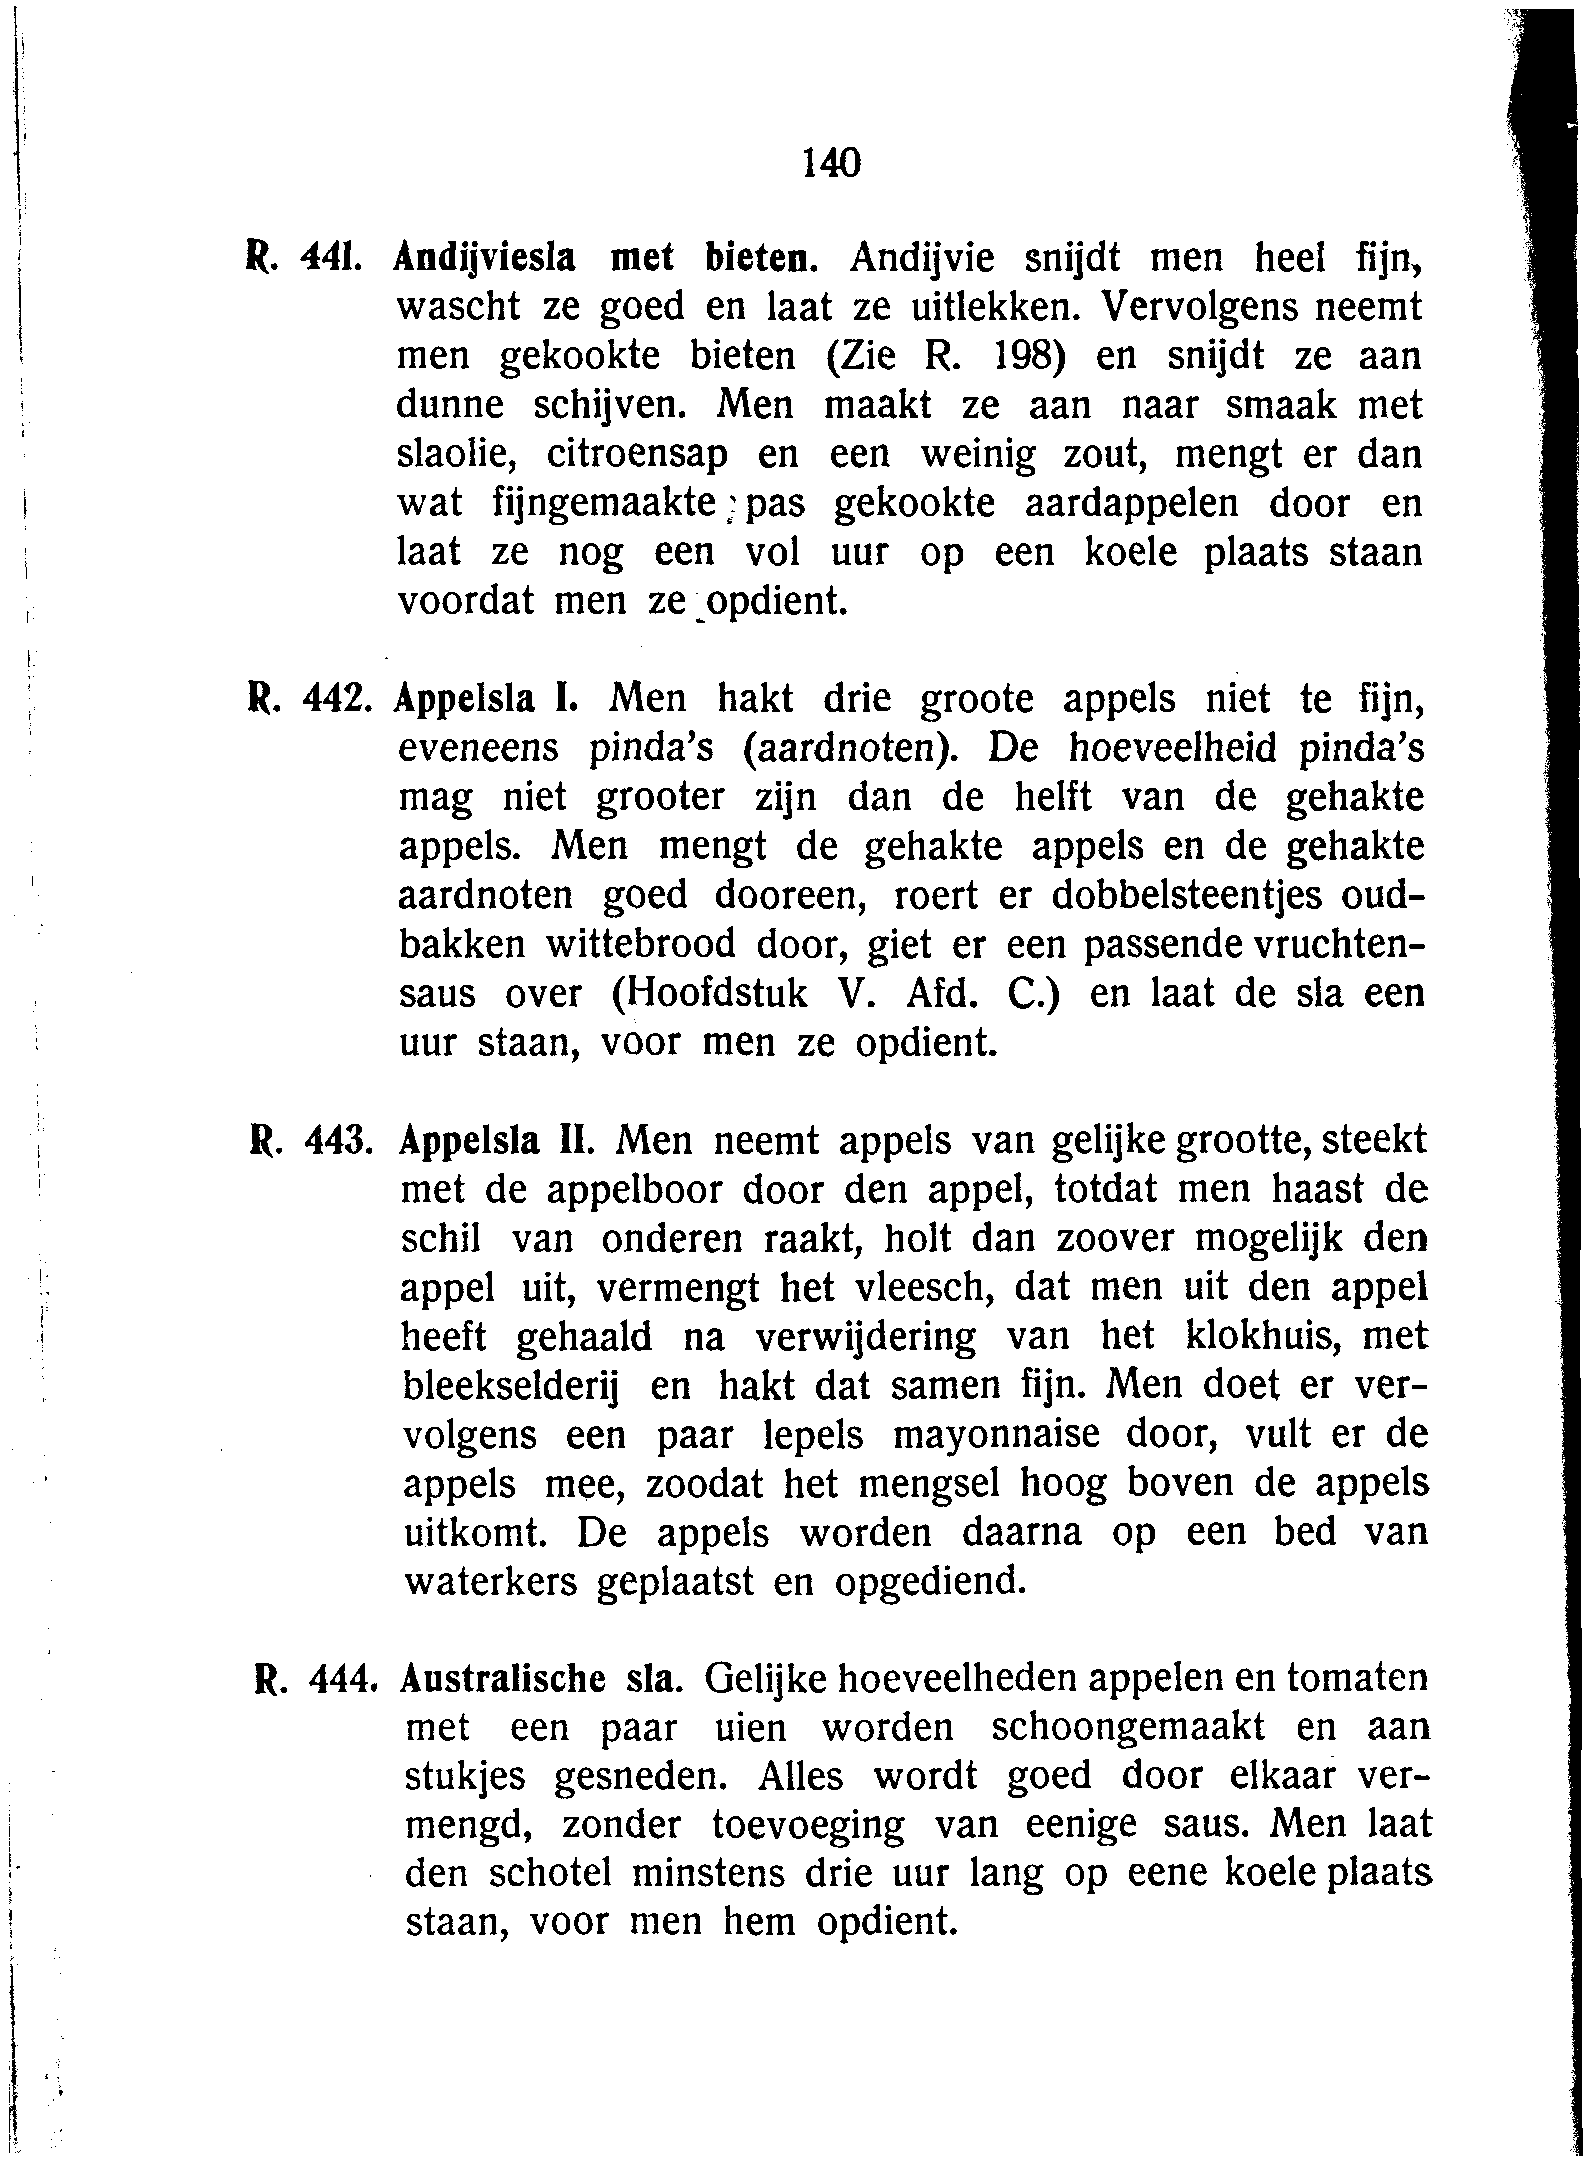 140
R. 441. Andijviesla met bieten. Andijvie snijdt men heel fijn,
wascht ze goed en laat ze uitlekken. Vervolgens neemt
men gekookte bieten (Zie R. 198) en snijdt ze aan
dunne schijven. Men maakt ze aan naar smaak met
slaolie, citroensap en een weinig zout, mengt er dan
wat fijngemaakte pas gekookte aardappelen door en
laat ze nog een vol uur op een koele plaats staan
voordat men ze opdient.
R. 442. Appelsla I. Men hakt drie groote appels niet te fijn,
eveneens pinda's (aardnoten). De hoeveelheid pinda's
mag niet grooter zijn dan de helft van de gehakte
appels. Men mengt de gehakte appels en de gehakte
aardnoten goed dooreen, roert er dobbelsteentjes oud-
bakken wittebrood door, giet er een passende vruchten-
saus over (Hoofdstuk V. Afd. C.) en laat de sla een
uur staan, voor men ze opdient.
R. 443. Appelsla II. Men neemt appels van gelijke grootte, steekt
met de appelboor door den appel, totdat men haast de
schil van onderen raakt, holt dan zoover mogelijk den
appel uit, vermengt het vleesch, dat men uit den appel
heeft gehaald na verwijdering van het klokhuis, met
bleekselderij en hakt dat samen fijn. Men doet er ver-
volgens een paar lepels mayonnaise door, vult er de
appels mee, zoodat het mengsel hoog boven de appels
uitkomt. De appels worden daarna op een bed van
waterkers geplaatst en opgediend.
R. 444. Australische sla. Gelijke hoeveelheden appelen en tomaten
met een paar uien worden schoongemaakt en aan
stukjes gesneden. Alles wordt goed door elkaar ver-
mengd, zonder toevoeging van eenige saus. Men laat
den schotel minstens drie uur lang op eene koele plaats
staan, voor men hem opdient.